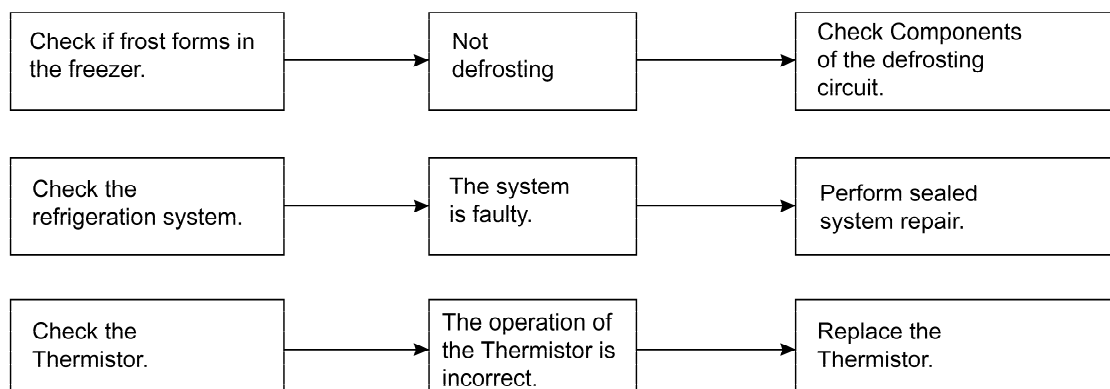 Check if frost forms in
the freezer.
Not
defrosting
Check Components
of the defrosting
circuit.
Check the
refrigeration system.
The system
is faulty.
Perform sealed
system repair.
Check the
Thermistor.
The operation of
the Thermistor is
incorrect.
Replace the
Thermistor.